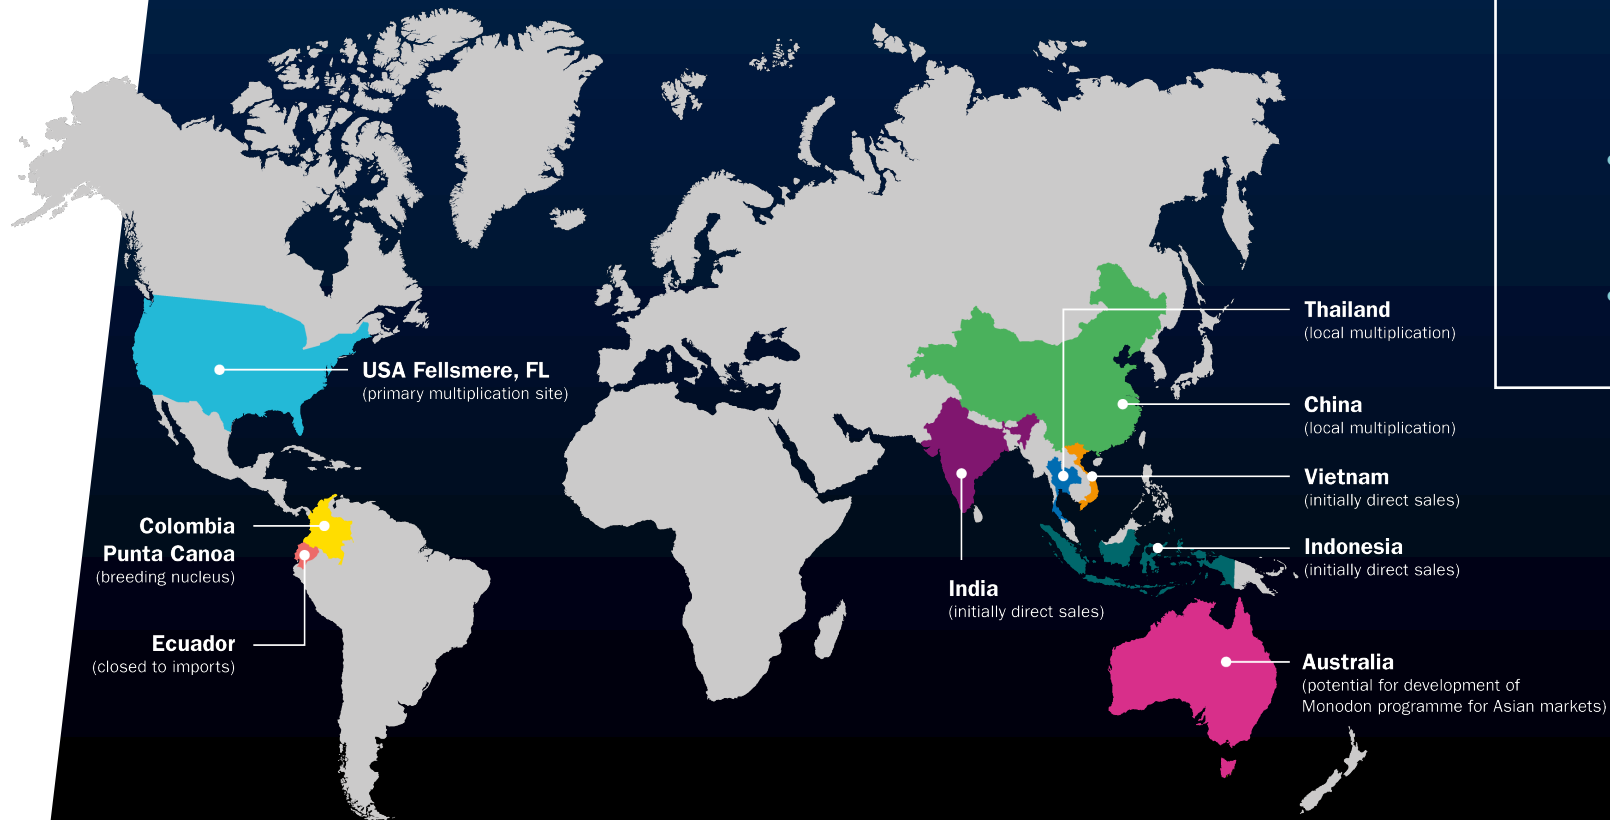 USA Fellsmere, FL
(primary multiplication site)
Colombia
Punta Canoa
(breeding nucleus)
Ecuador
(closed to imports)
India
(initially direct sales)
Thailand
(local multiplication)
China
(local multiplication)
Vietnam
(initially direct sales)
Indonesia
(initially direct sales)
Australia
(potential for development of
Monodon programme for Asian markets)